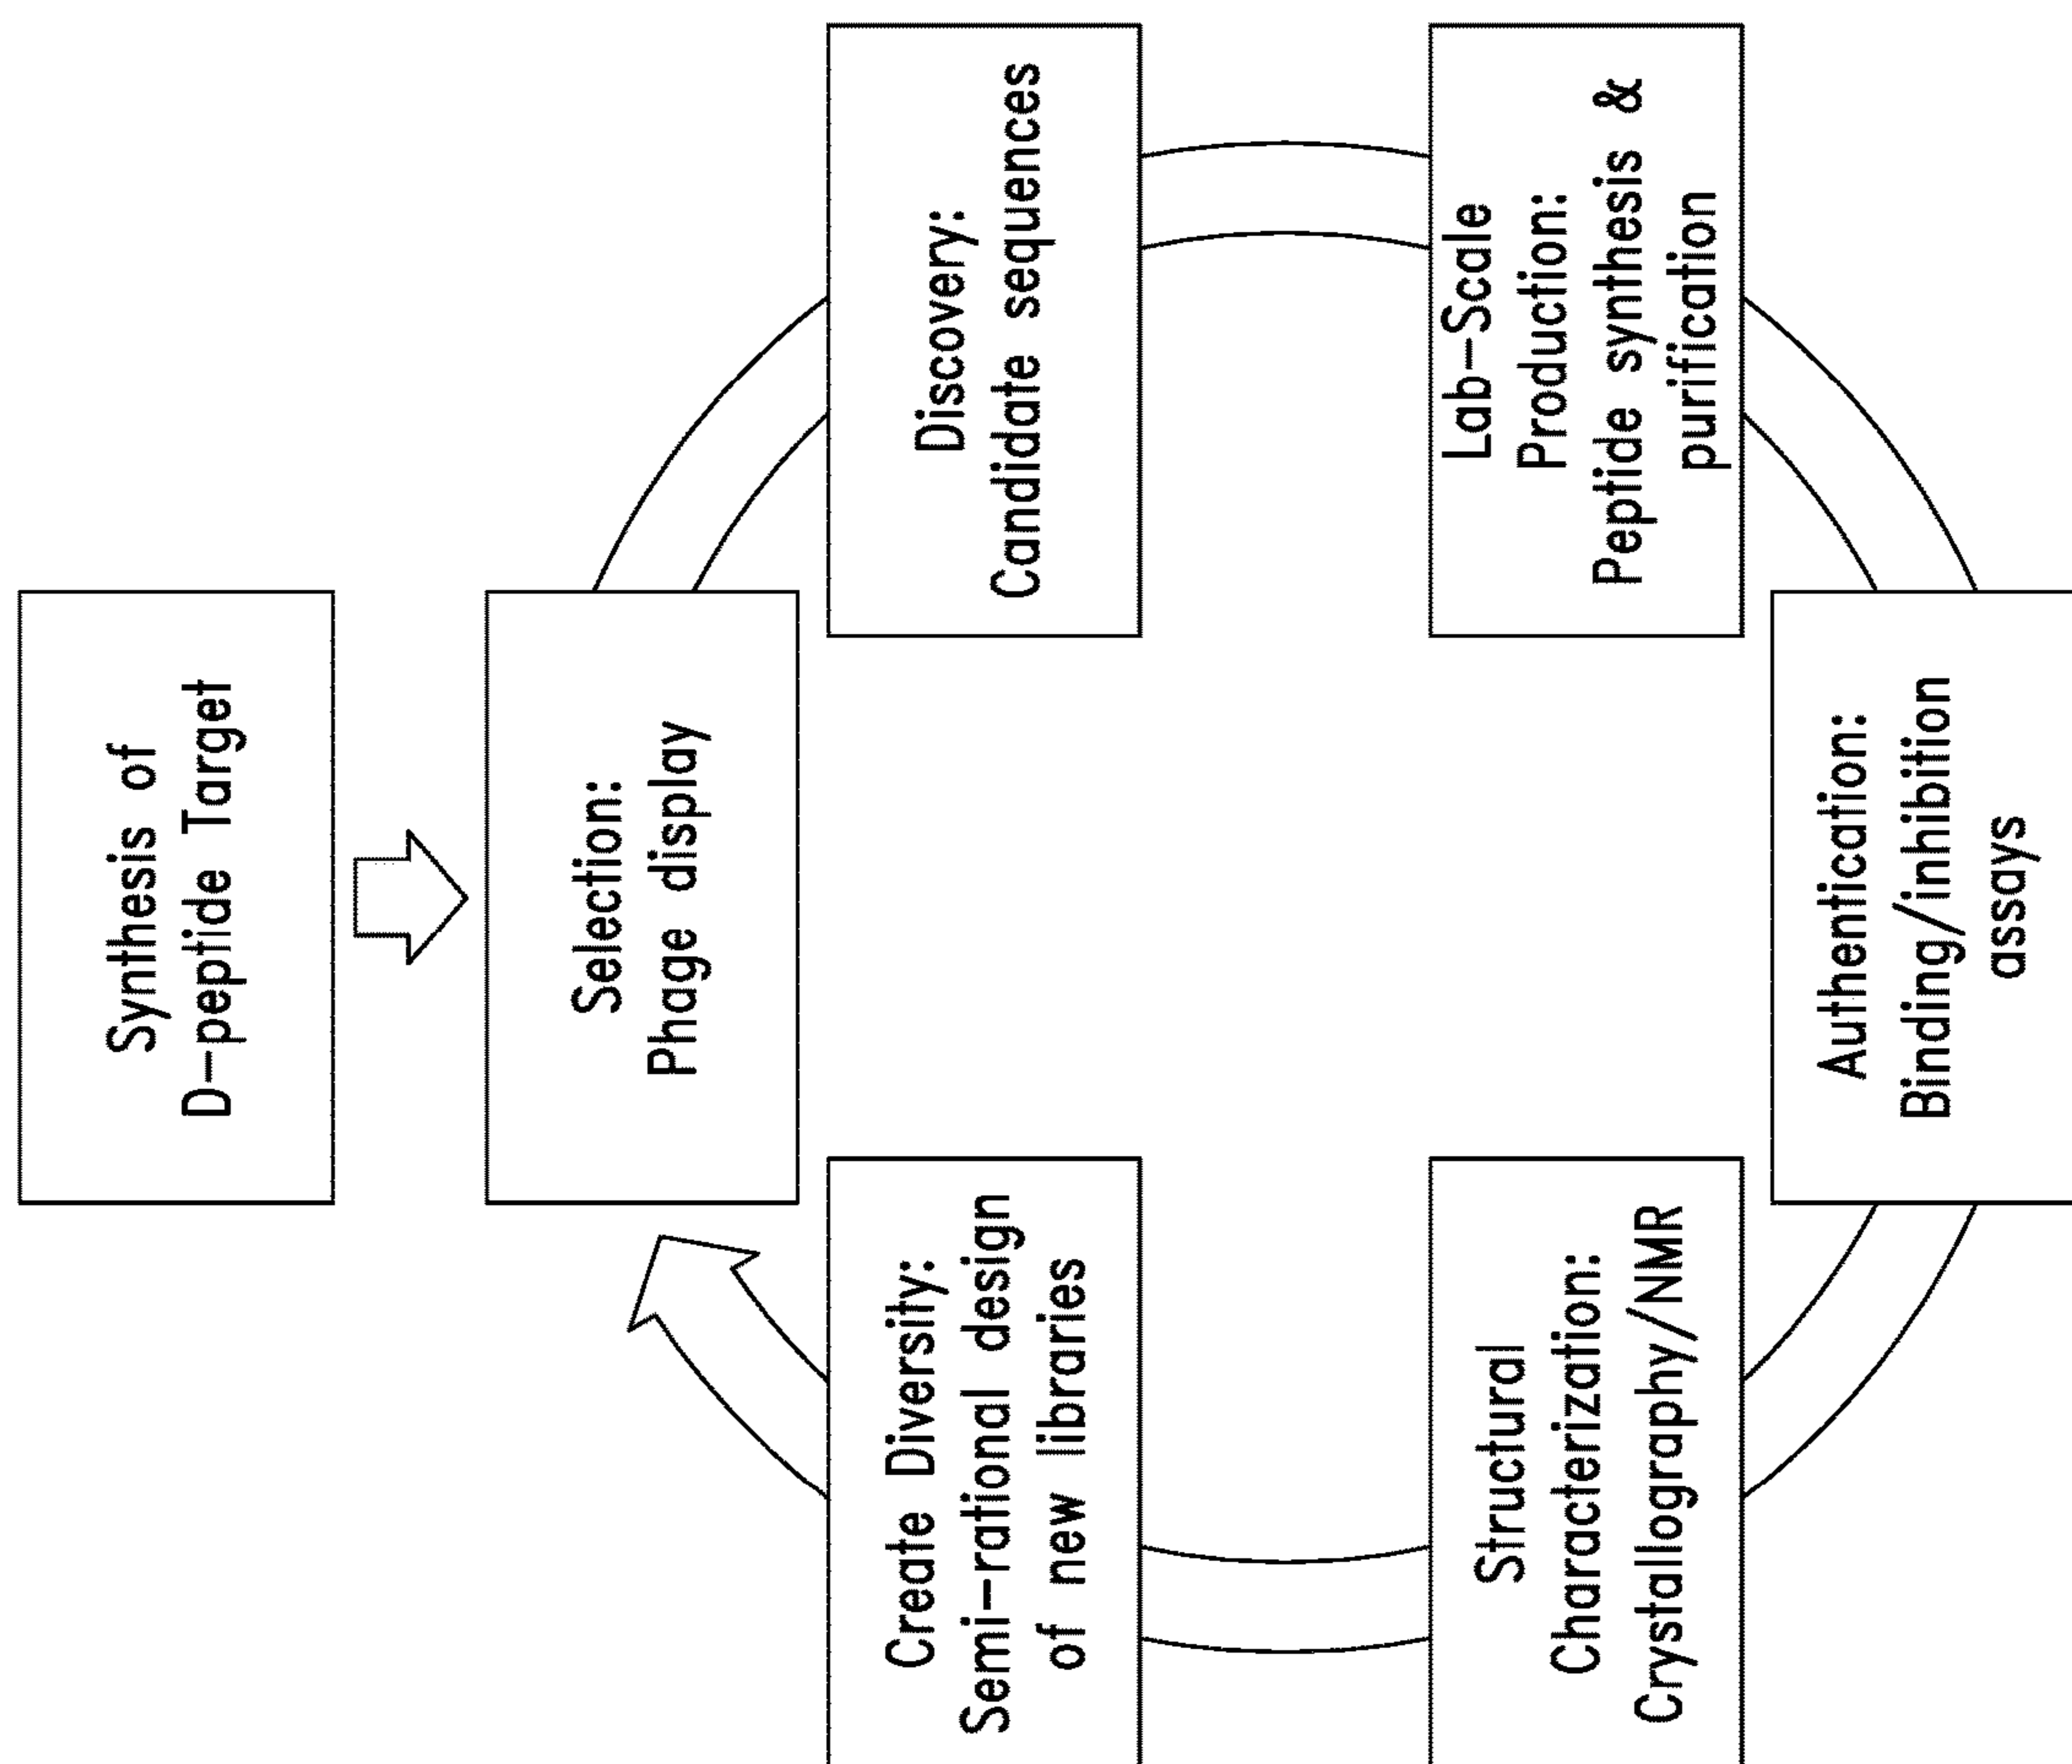 Synthesis of
D-peptide Target
Selection:
Phage display
Discovery:
Candidate sequences
Lab-Scale
Production:
Peptide synthesis &
purification
Authentication:
Binding/inhibition
assays
Structural
Characterization:
Crystallography/NMR
Create Diversity:
Semi-rational design
of new libraries